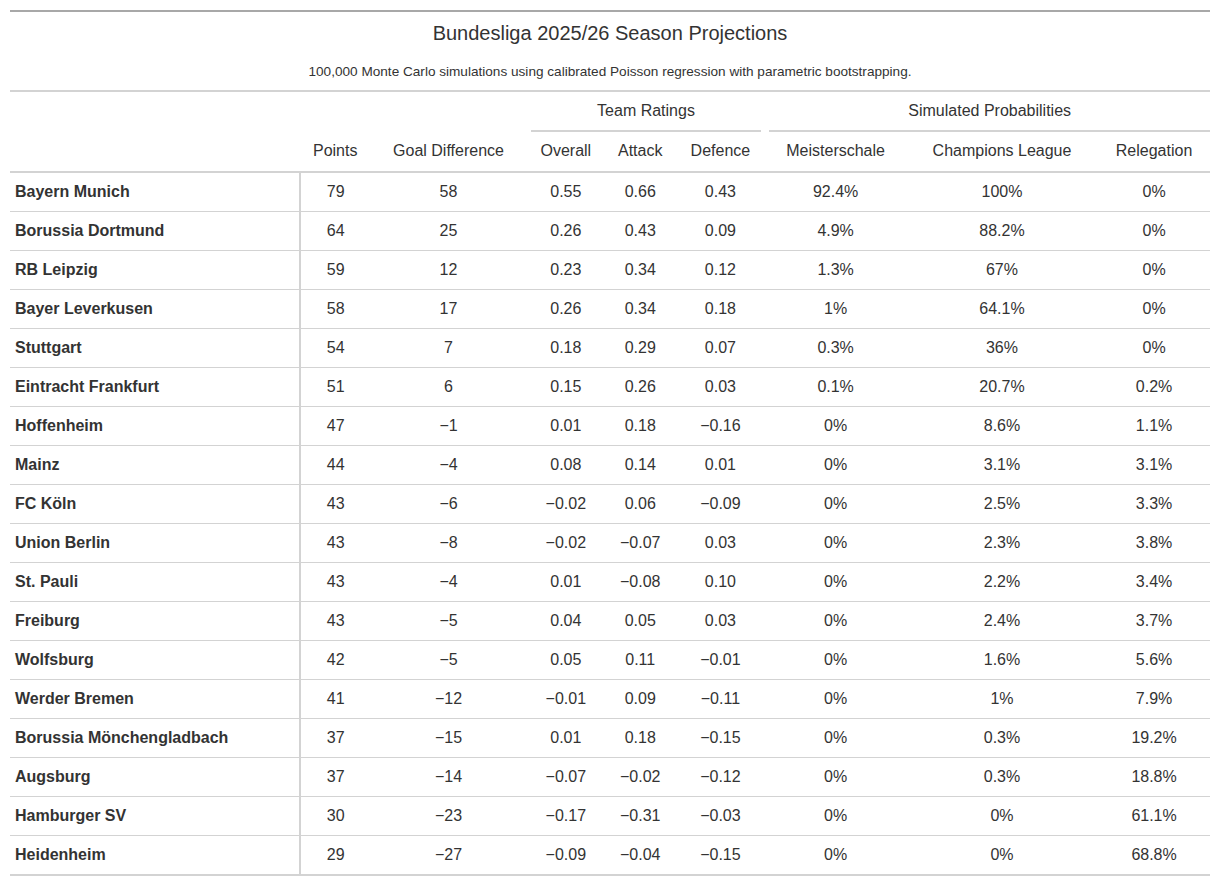 Bundesliga 2025/26 Season Projections
100,000 Monte Carlo simulations using calibrated Poisson regression with parametric bootstrapping.
Team Ratings Simulated Probabilities
Points Goal Difference Overall Attack Defence Meisterschale Champions League Relegation
Bayern Munich 79 58 0.55 0.66 0.43 92.4% 100% 0%
Borussia Dortmund 64 25 0.26 0.43 0.09 4.9% 88.2% 0%
RB Leipzig 59 12 0.23 0.34 0.12 1.3% 67% 0%
Bayer Leverkusen 58 17 0.26 0.34 0.18 1% 64.1% 0%
Stuttgart 54 7 0.18 0.29 0.07 0.3% 36% 0%
Eintracht Frankfurt 51 6 0.15 0.26 0.03 0.1% 20.7% 0.2%
Hoffenheim 47 −1 0.01 0.18 −0.16 0% 8.6% 1.1%
Mainz 44 −4 0.08 0.14 0.01 0% 3.1% 3.1%
FC Köln 43 −6 −0.02 0.06 −0.09 0% 2.5% 3.3%
Union Berlin 43 −8 −0.02 −0.07 0.03 0% 2.3% 3.8%
St. Pauli 43 −4 0.01 −0.08 0.10 0% 2.2% 3.4%
Freiburg 43 −5 0.04 0.05 0.03 0% 2.4% 3.7%
Wolfsburg 42 −5 0.05 0.11 −0.01 0% 1.6% 5.6%
Werder Bremen 41 −12 −0.01 0.09 −0.11 0% 1% 7.9%
Borussia Mönchengladbach 37 −15 0.01 0.18 −0.15 0% 0.3% 19.2%
Augsburg 37 −14 −0.07 −0.02 −0.12 0% 0.3% 18.8%
Hamburger SV 30 −23 −0.17 −0.31 −0.03 0% 0% 61.1%
Heidenheim 29 −27 −0.09 −0.04 −0.15 0% 0% 68.8%